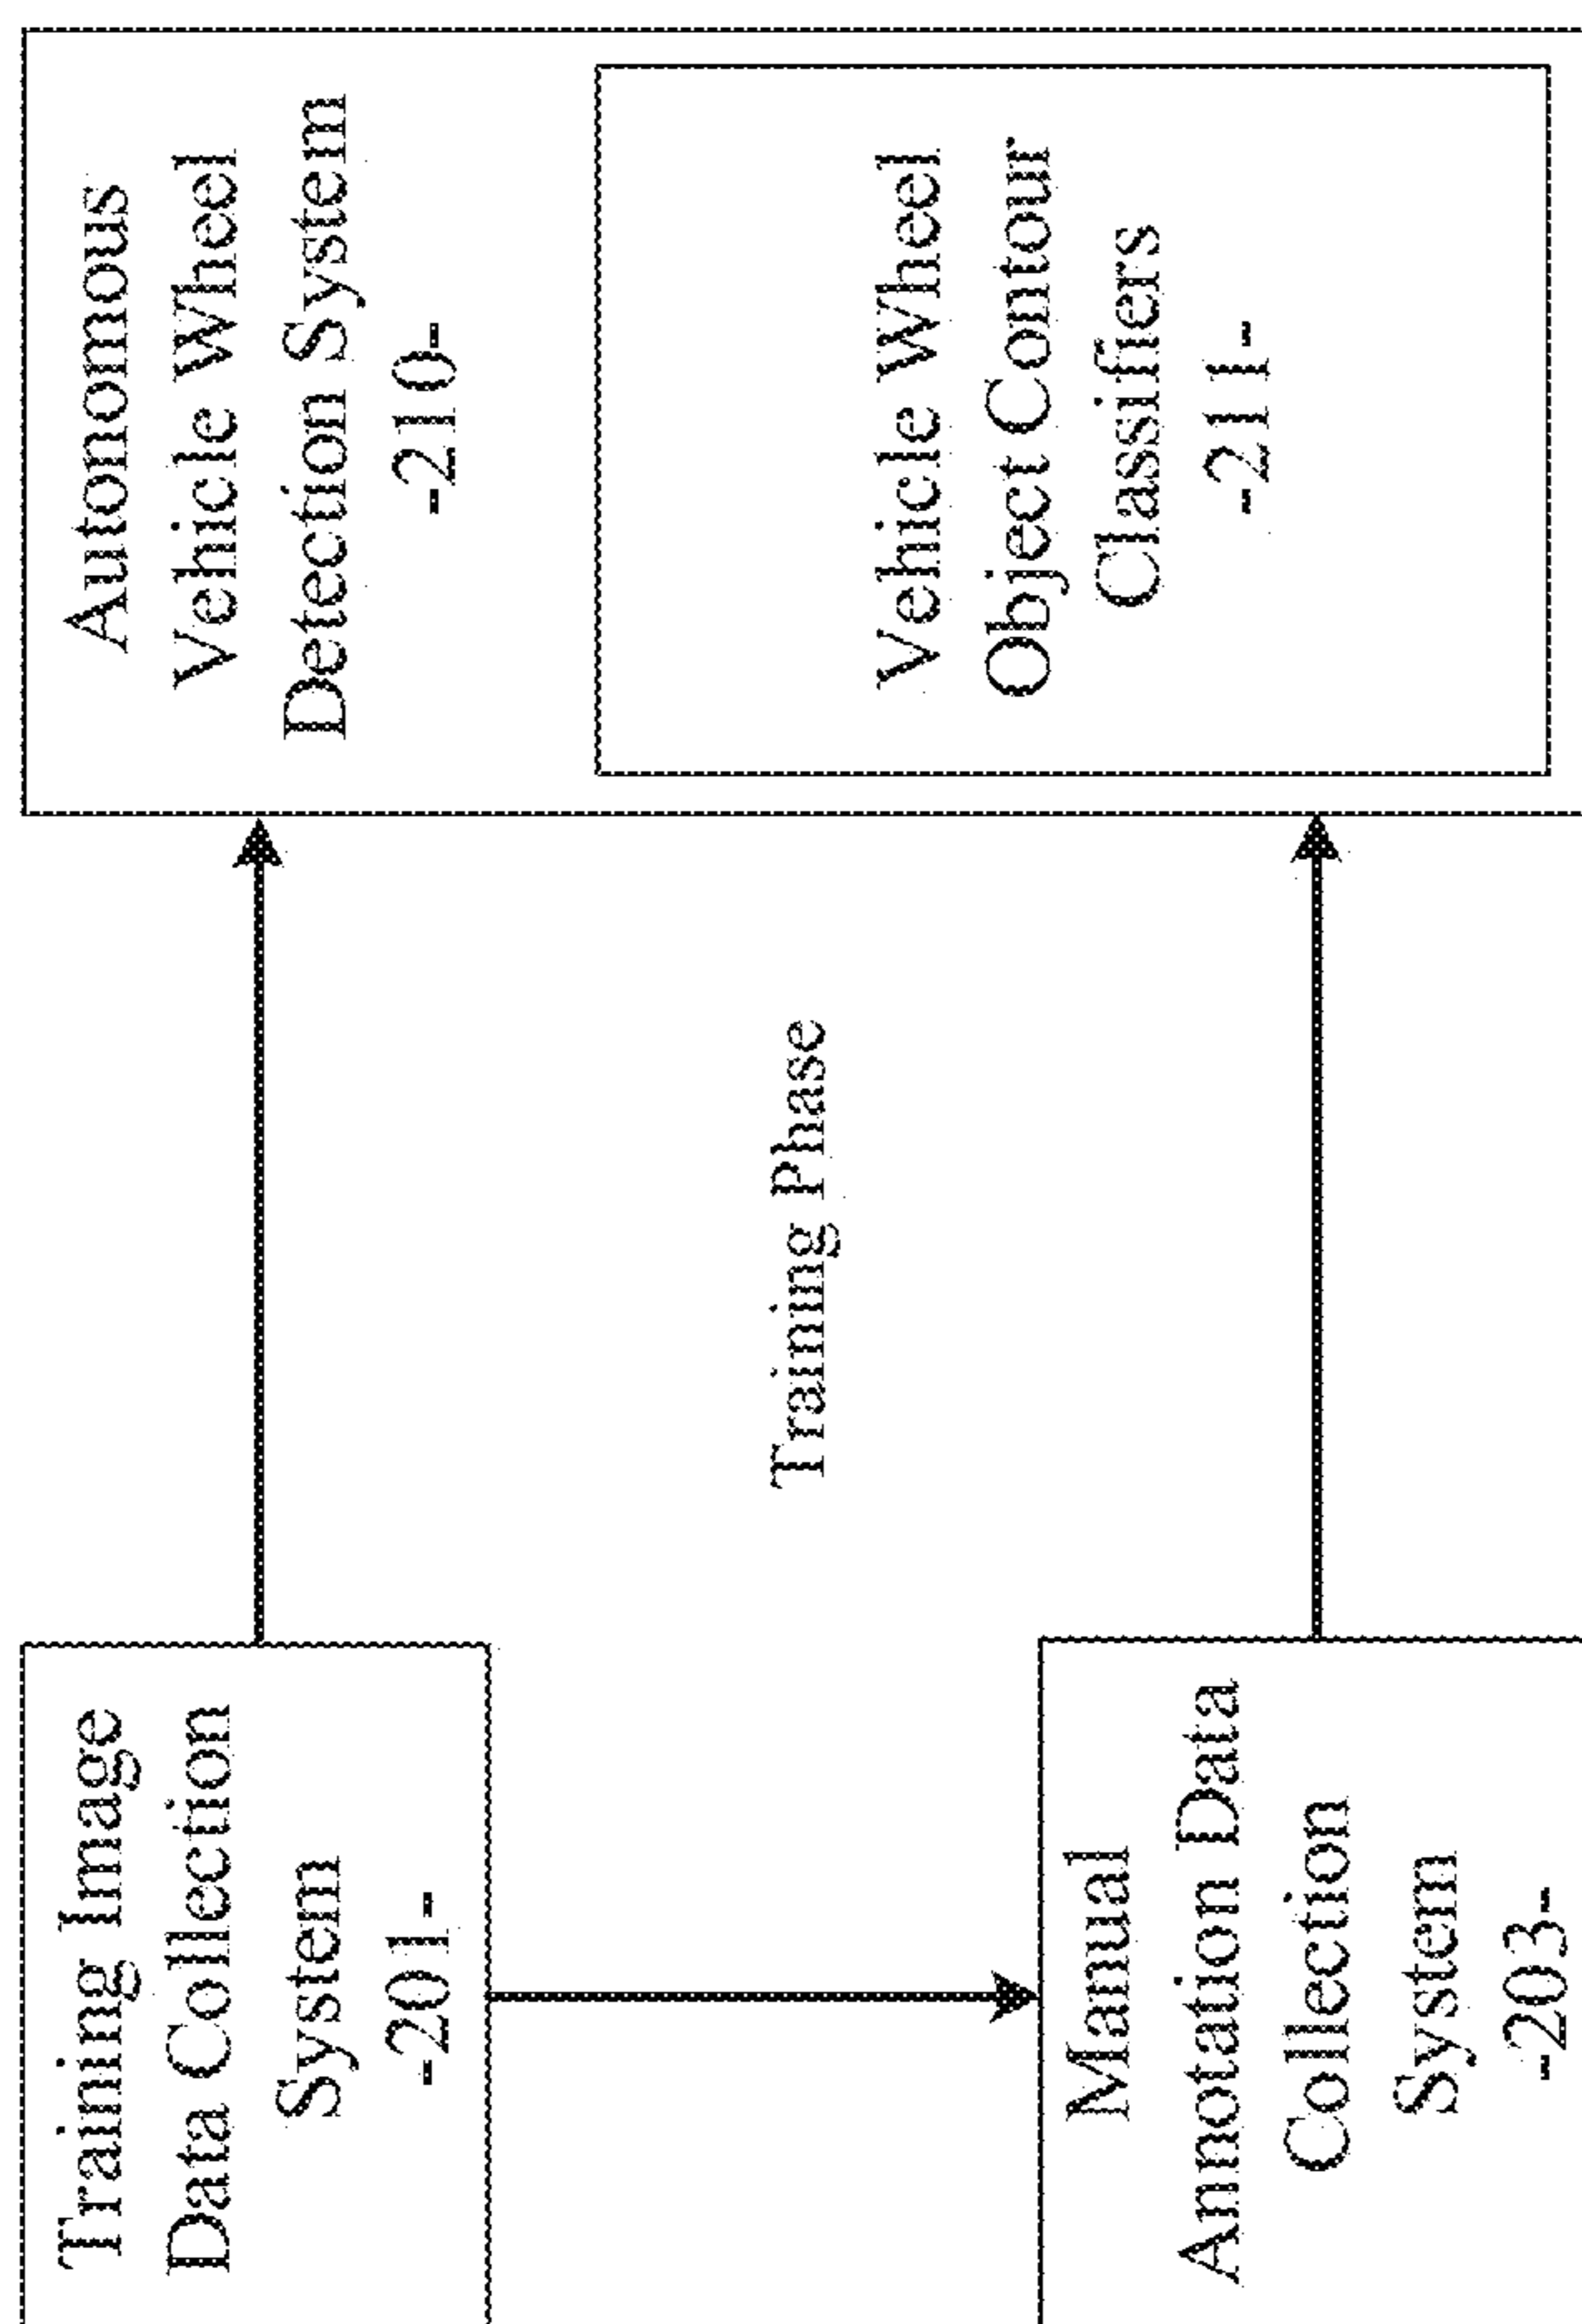 Training Image
Data Collection
System
-201-
Manual
Annotation Data
Collection
System
-203-
Training Phase
Autonomous
Vehicle Wheel
Detection System
-210-
Vehicle Wheel
Object Contour
Classifiers
-211-